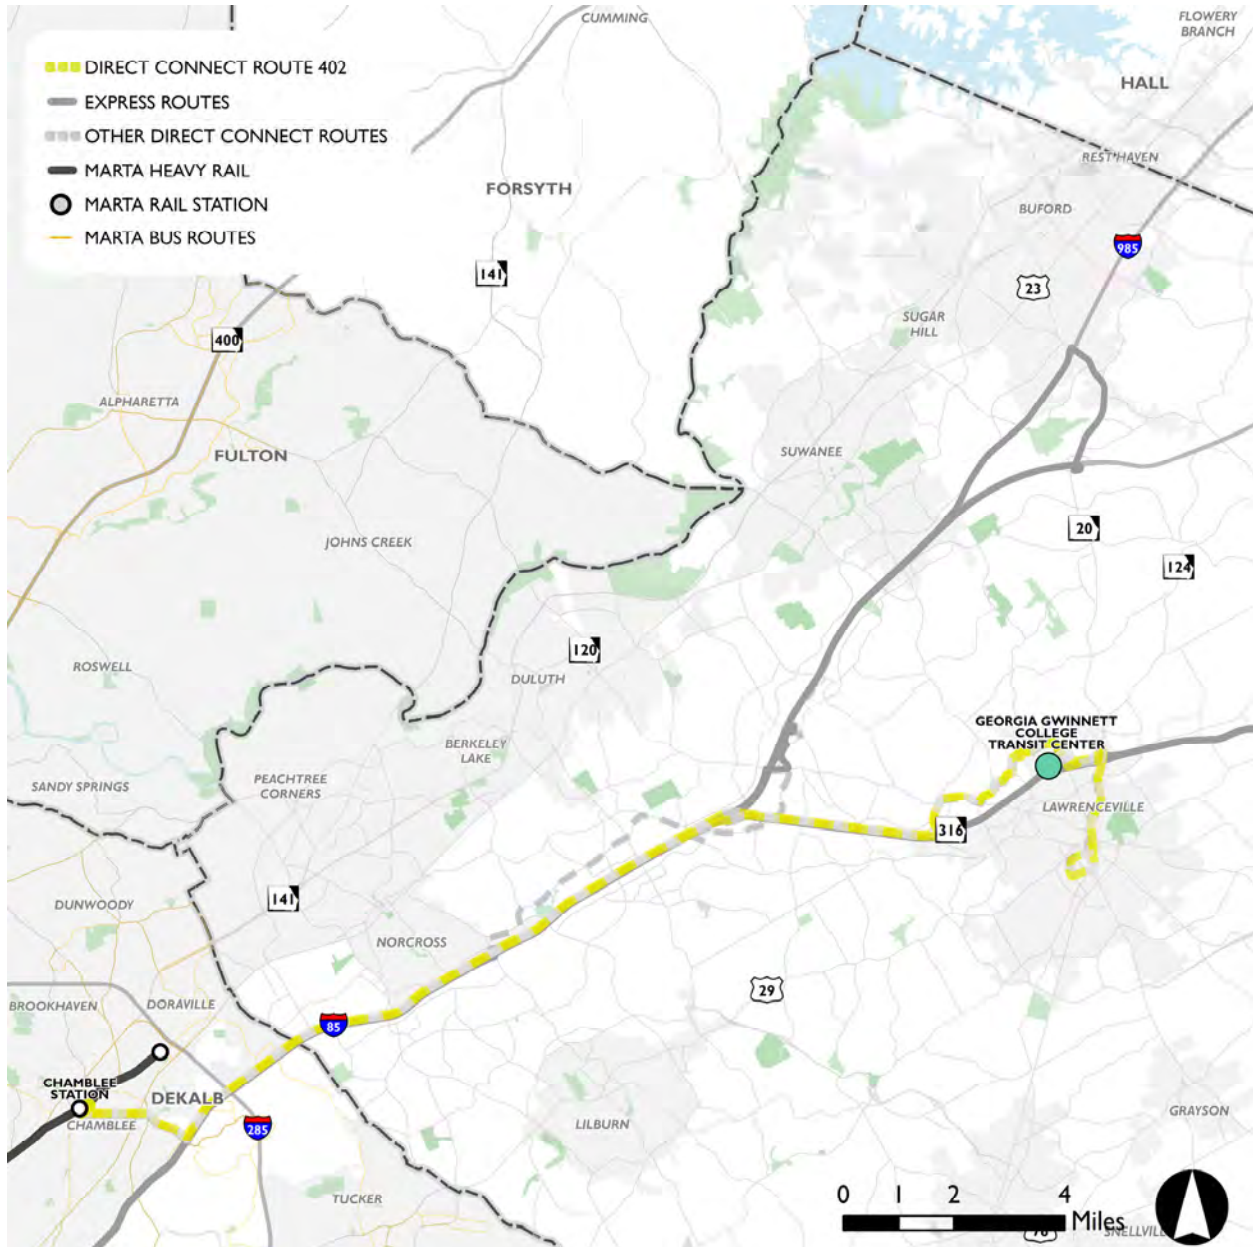 CUMMING
FLOWERY
BRANCH
DIRECT CONNECT ROUTE 402
EXPRESS ROUTES
OTHER DIRECT CONNECT ROUTES
MARTA HEAVY RAIL
MARTA RAIL STATION
MARTA BUS ROUTES
HALL
REST HAVEN
FORSYTH
BUFORD
985
141
23
SUGAR
HILL
400
ALPHARETTA
FULTON
SUWANEE
20
JOHNS CREEK
124
120
ROSWELL
DULUTH
GEORGIA GWINNETT
COLLEGE
TRANSIT CENTER
BERKELEY
LAKE
SANDY SPRINGS
PEACHTREE
CORNERS
LAWRENCEVILLE
316
141
DUNWOODY
NORCROSS
29
BROOKHAVEN
DORAVILLE
85
CHAMBLEE
STATION
DEKALB
CHAMBLEE
285
LILBURN
GRAYSON
TUCKER
0 1 2 4
Miles
78
SNELLVIL